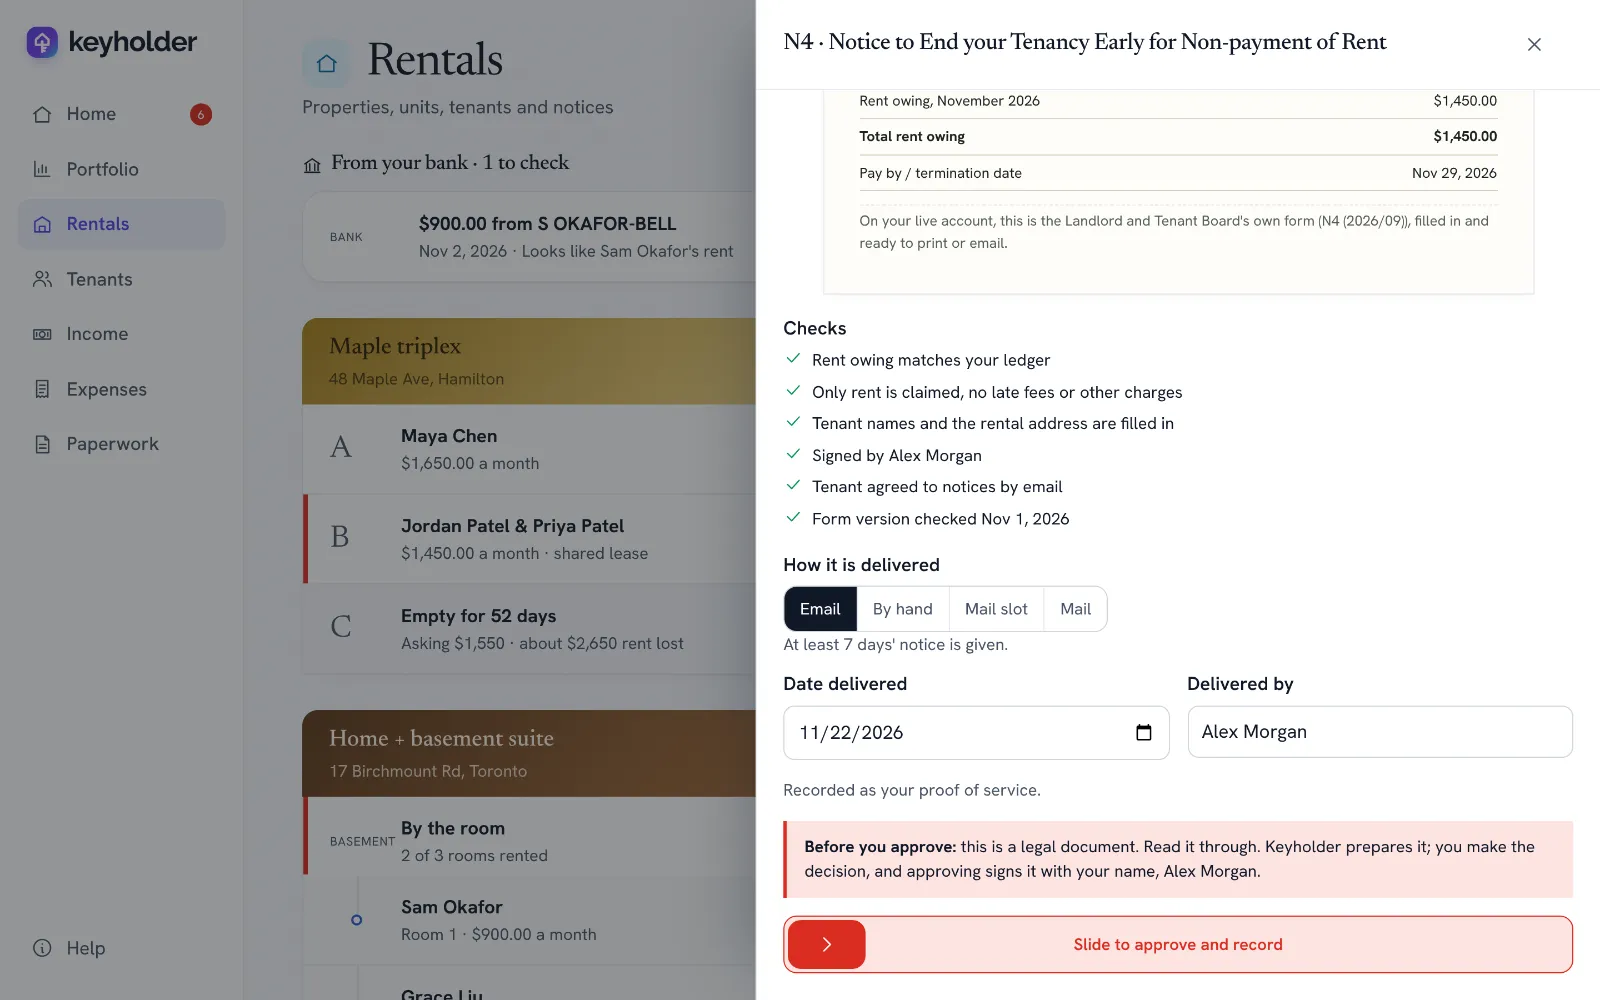 keyholder
Home
6
Portfolio
Rentals
Tenants
Income
Expenses
Paperwork
Help
Rentals
Properties, units, tenants and notices
From your bank · 1 to check
BANK
$900.00 from S OKAFOR-BELL
Nov 2, 2026 · Looks like Sam Okafor's rent
Maple triplex
48 Maple Ave, Hamilton
A
Maya Chen
$1,650.00 a month
B
Jordan Patel & Priya Patel
$1,450.00 a month · shared lease
C
Empty for 52 days
Asking $1,550 · about $2,650 rent lost
Home + basement suite
17 Birchmount Rd, Toronto
BASEMENT
By the room
2 of 3 rooms rented
Sam Okafor
Room 1 · $900.00 a month
Grace Liu
N4 · Notice to End your Tenancy Early for Non-payment of Rent
Rent owing, November 2026 $1,450.00
Total rent owing $1,450.00
Pay by / termination date Nov 29, 2026
On your live account, this is the Landlord and Tenant Board's own form (N4 (2026/09)), filled in and
ready to print or email.
Checks
Rent owing matches your ledger
Only rent is claimed, no late fees or other charges
Tenant names and the rental address are filled in
Signed by Alex Morgan
Tenant agreed to notices by email
Form version checked Nov 1, 2026
How it is delivered
Email By hand Mail slot Mail
At least 7 days' notice is given.
Date delivered
11/22/2026
Delivered by
Alex Morgan
Recorded as your proof of service.
Before you approve: this is a legal document. Read it through. Keyholder prepares it; you make the
decision, and approving signs it with your name, Alex Morgan.
Slide to approve and record